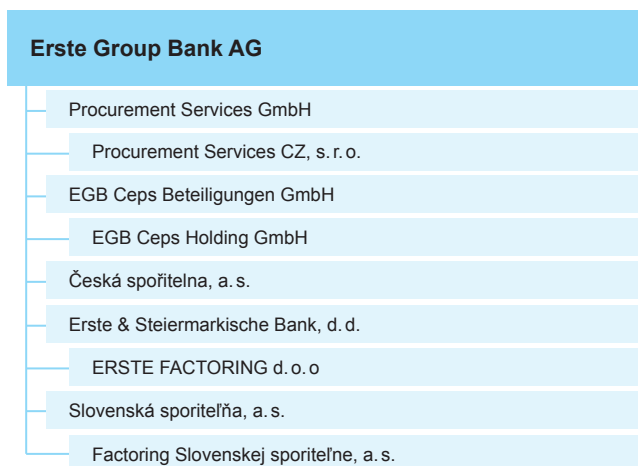 Erste Group Bank AG
Procurement Services GmbH
Procurement Services CZ, s. r. o.
EGB Ceps Beteiligungen GmbH
EGB Ceps Holding GmbH
Česká spořitelna, a. s.
Erste & Steiermarkische Bank, d. d.
ERSTE FACTORING d. o. o
Slovenská sporiteľňa, a. s.
Factoring Slovenskej sporiteľne, a. s.